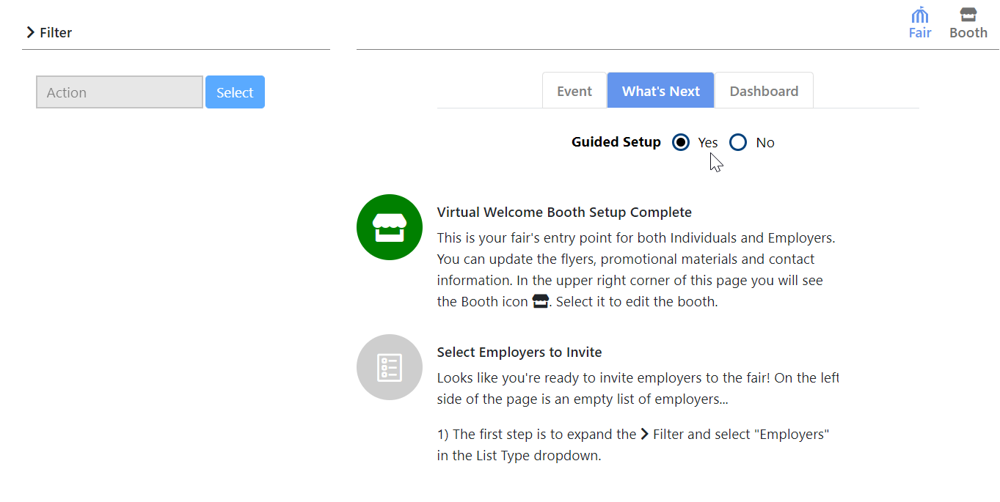 Filter
Fair
Booth
Action
Select
Event
What's Next
Dashboard
Guided Setup Yes No
Virtual Welcome Booth Setup Complete
This is your fair's entry point for both Individuals and Employers.
You can update the flyers, promotional materials and contact
information. In the upper right corner of this page you will see
the Booth icon . Select it to edit the booth.
Select Employers to Invite
Looks like you're ready to invite employers to the fair! On the left
side of the page is an empty list of employers...
1) The first step is to expand the > Filter and select "Employers"
in the List Type dropdown.